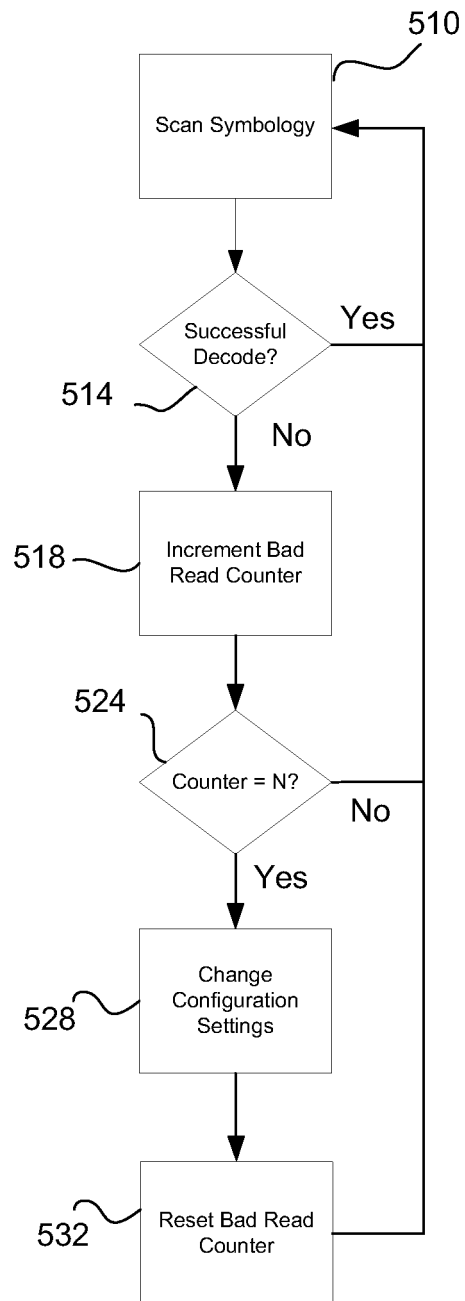 510
Scan Symbology
Successful
Decode?
Yes
514
No
518
Increment Bad
Read Counter
524
Counter = N?
No
Yes
Change
Configuration
Settings
528
Reset Bad Read
Counter
532